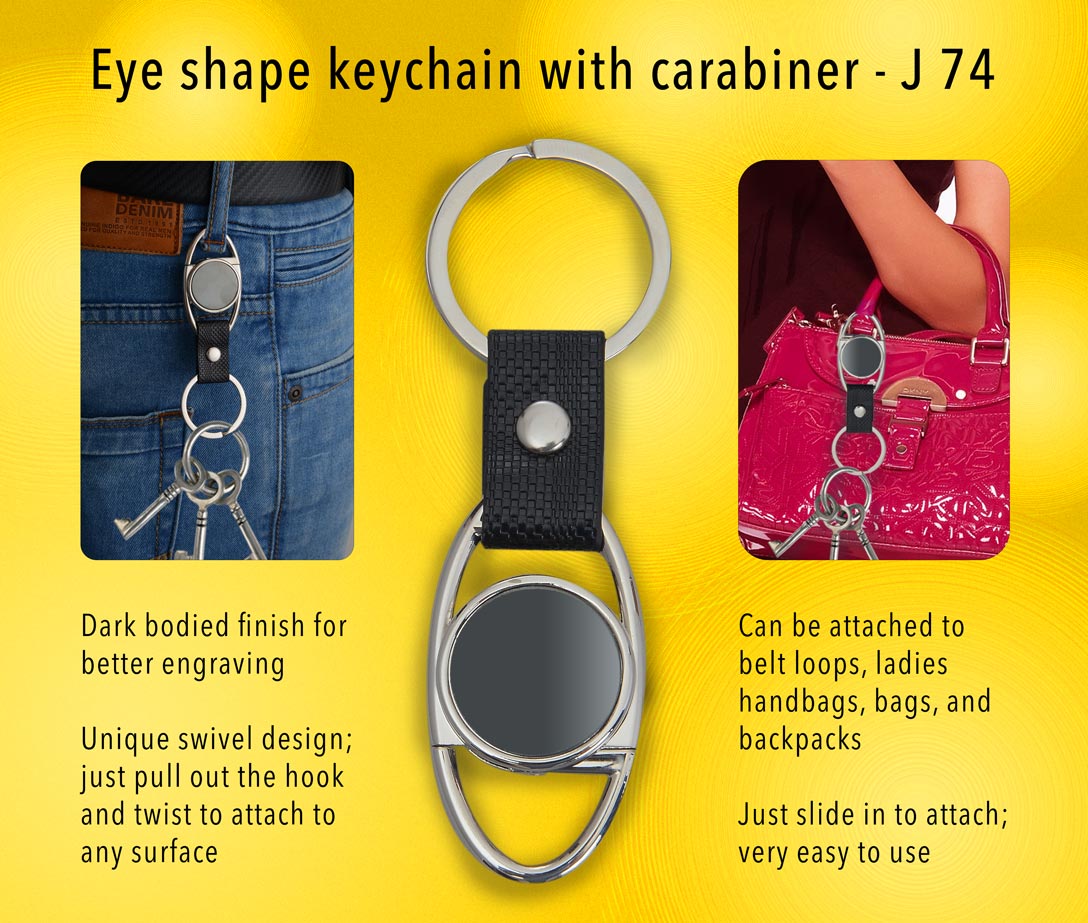 Eye shape keychain with carabiner - J 74
DENIM
Dark bodied finish for
better engraving
Unique swivel design;
just pull out the hook
and twist to attach to
any surface
DKNY
Can be attached to
belt loops, ladies
handbags, bags, and
backpacks
Just slide in to attach;
very easy to use